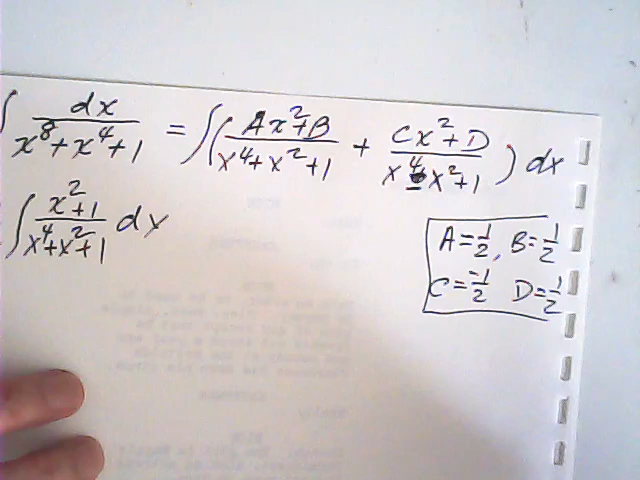 ∫ dx/(x⁸+x⁴+1) = ∫( (Ax²+B)/(x⁴+x²+1) + (Cx²+D)/(x⁴-x²+1) ) dx
∫ (x²+1)/(x⁴+x²+1) dx
A=1/2, B=1/2
C=-1/2 D=1/2